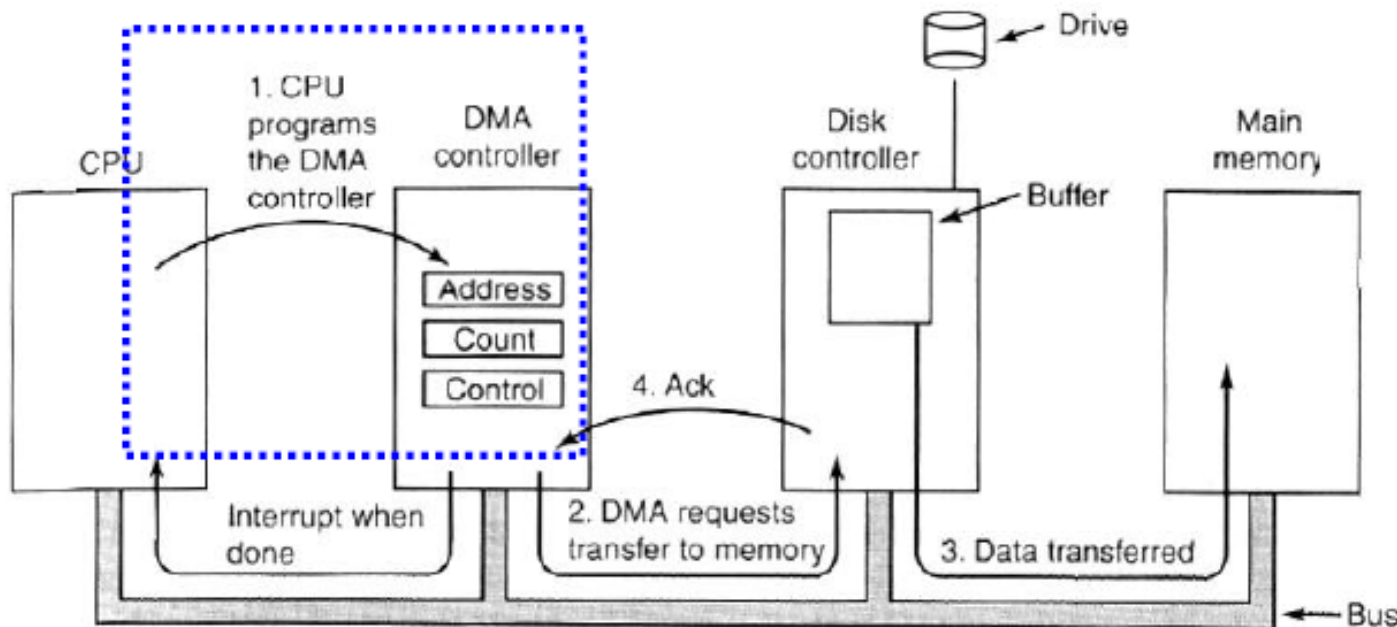 Drive
1. CPU
programs
the DMA
controller
CPU
DMA
controller
Disk
controller
Main
memory
Buffer
Address
Count
Control
4. Ack
Interrupt when
done
2. DMA requests
transfer to memory
3. Data transferred
Bus